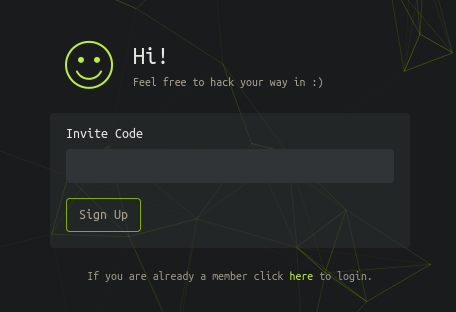 Hi!
Feel free to hack your way in :)
Invite Code
Sign Up
If you are already a member click here to login.